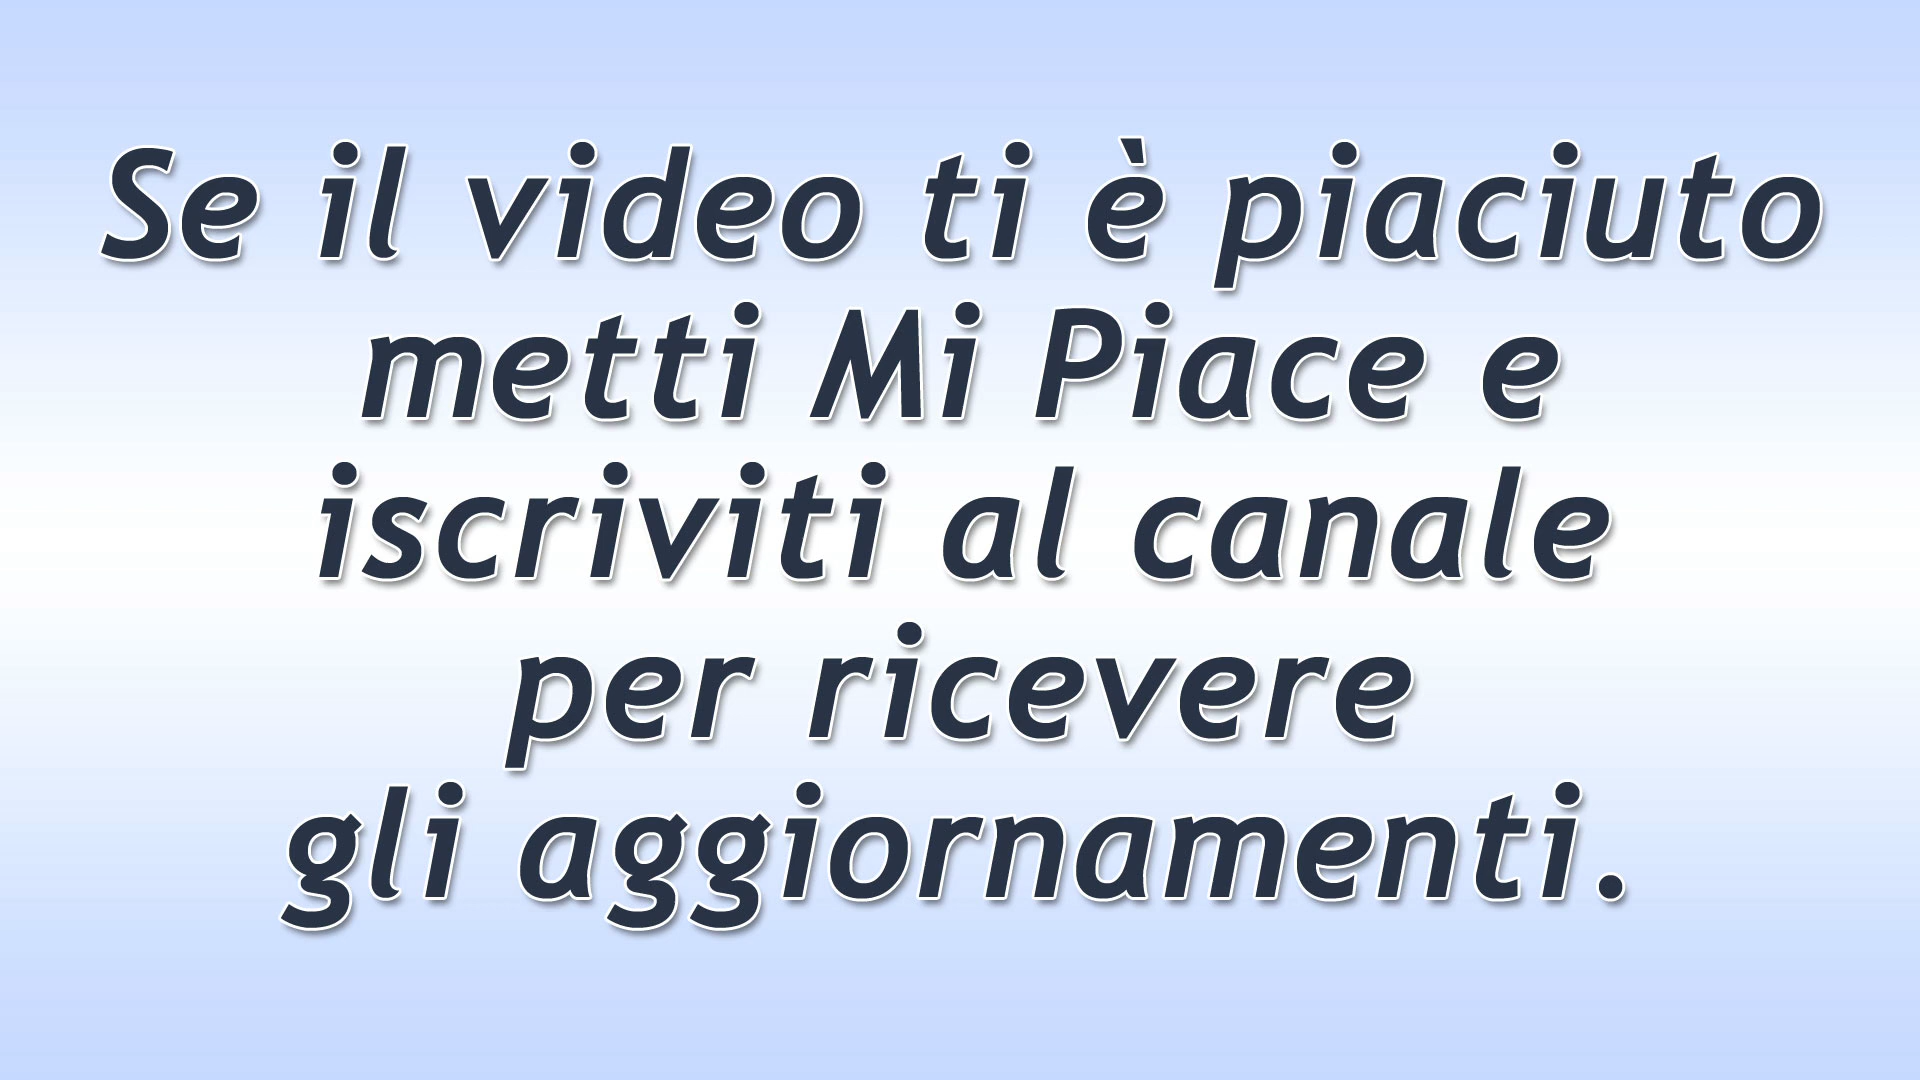 Se il video ti è piaciuto
metti Mi Piace e
iscriviti al canale
per ricevere
gli aggiornamenti.